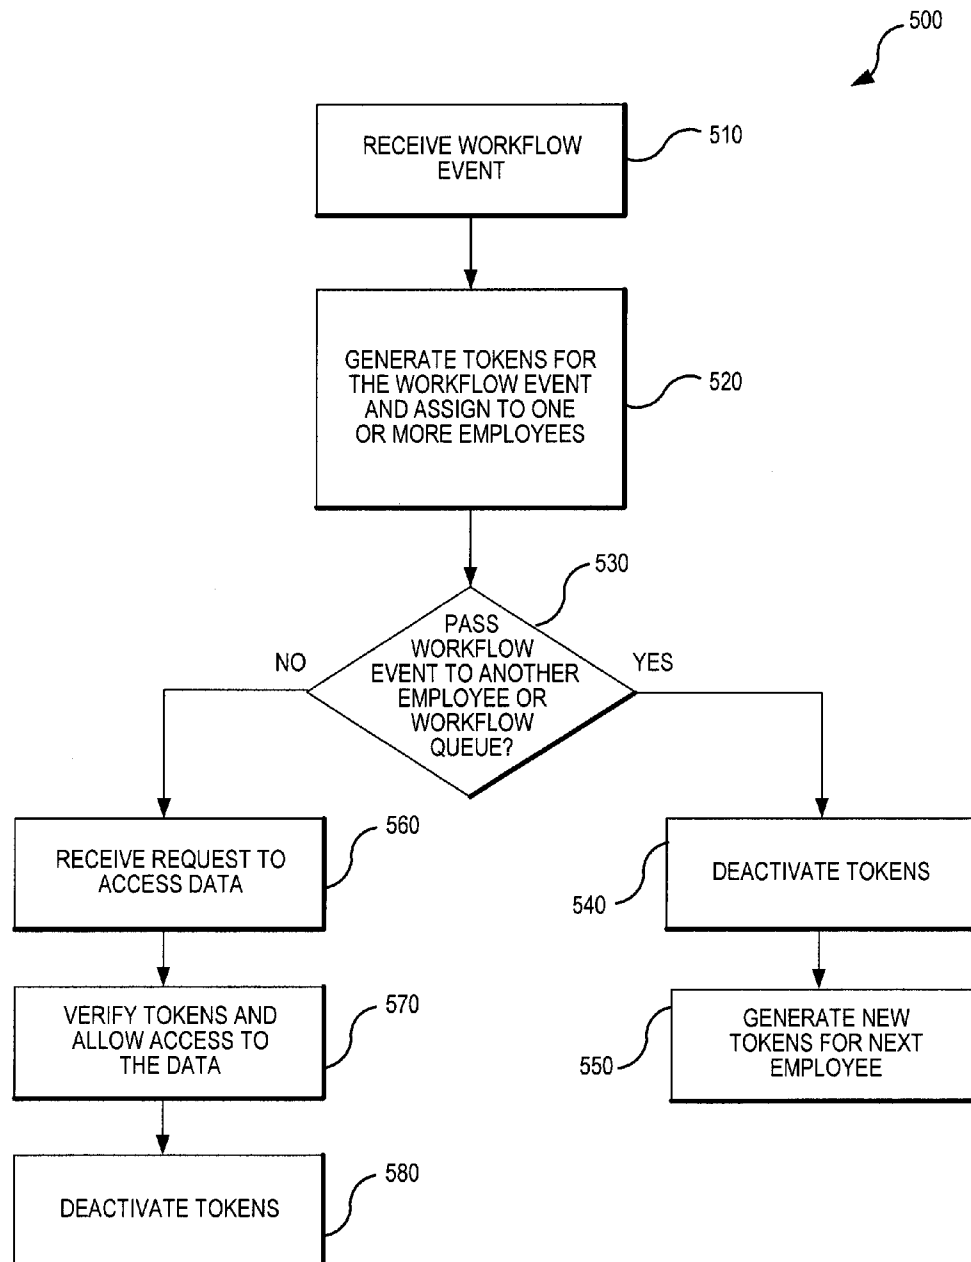 500
RECEIVE WORKFLOW
EVENT
510
GENERATE TOKENS FOR
THE WORKFLOW EVENT
AND ASSIGN TO ONE
OR MORE EMPLOYEES
520
530
PASS
WORKFLOW
EVENT TO ANOTHER
EMPLOYEE OR
WORKFLOW
QUEUE?
NO
YES
RECEIVE REQUEST TO
ACCESS DATA
560
DEACTIVATE TOKENS
540
VERIFY TOKENS AND
ALLOW ACCESS TO
THE DATA
570
GENERATE NEW
TOKENS FOR NEXT
EMPLOYEE
550
DEACTIVATE TOKENS
580